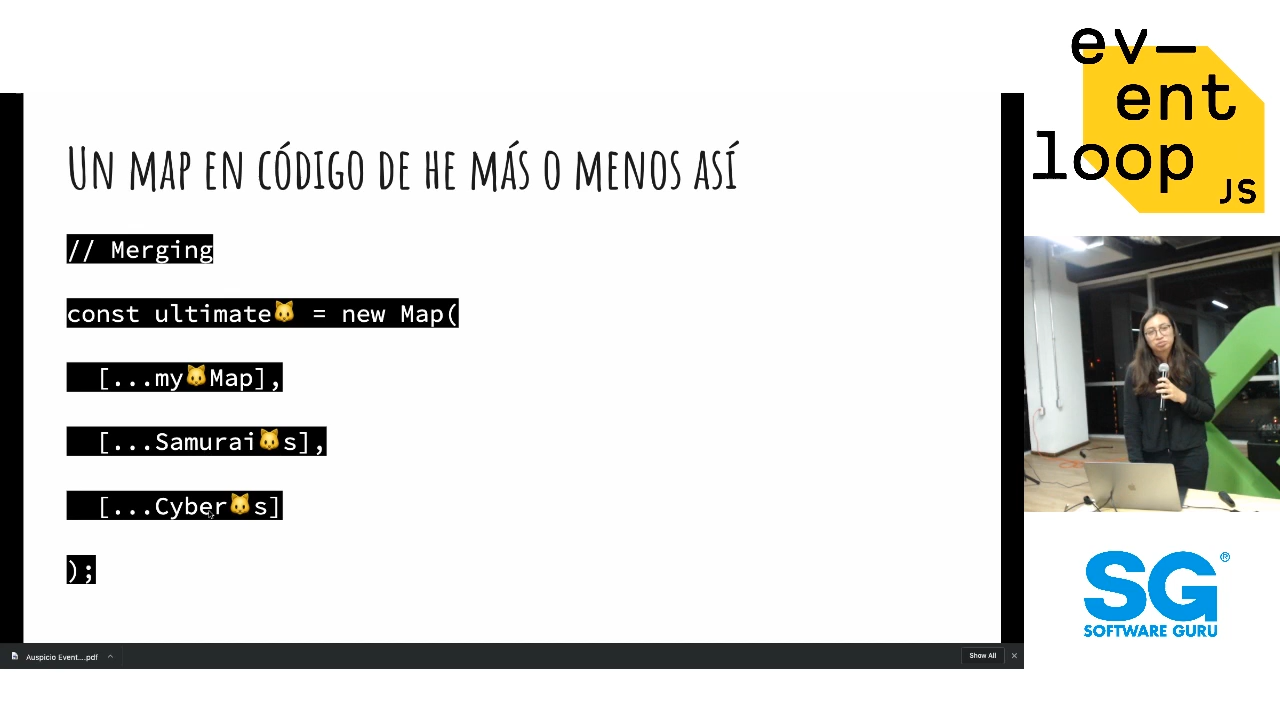 Un map en código de he más o menos así
// Merging
const ultimate🐱 = new Map(
[...my🐱Map],
[...Samurai🐱s],
[...Cyber🐱s]
);
Auspicio Event....pdf
Show All
ev—
ent
loop
JS
SG®
SOFTWARE GURU